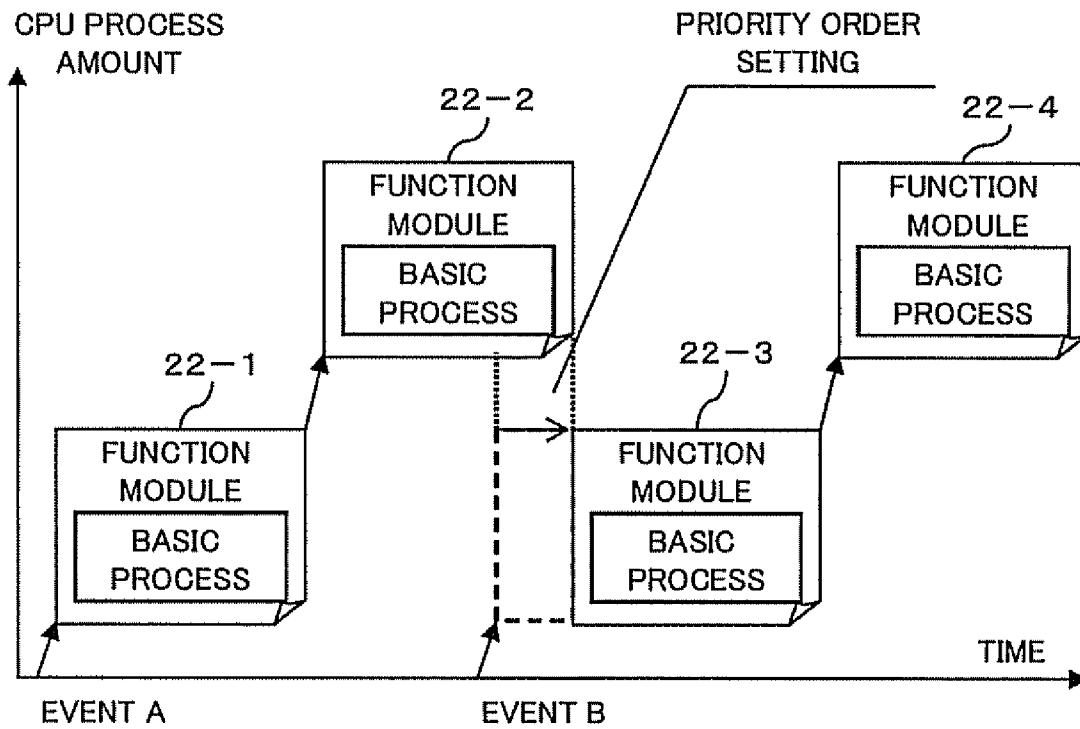 CPU PROCESS
AMOUNT
PRIORITY ORDER
SETTING
22-2
22-4
FUNCTION
MODULE
BASIC
PROCESS
FUNCTION
MODULE
BASIC
PROCESS
22-1
22-3
FUNCTION
MODULE
BASIC
PROCESS
FUNCTION
MODULE
BASIC
PROCESS
TIME
EVENT A
EVENT B